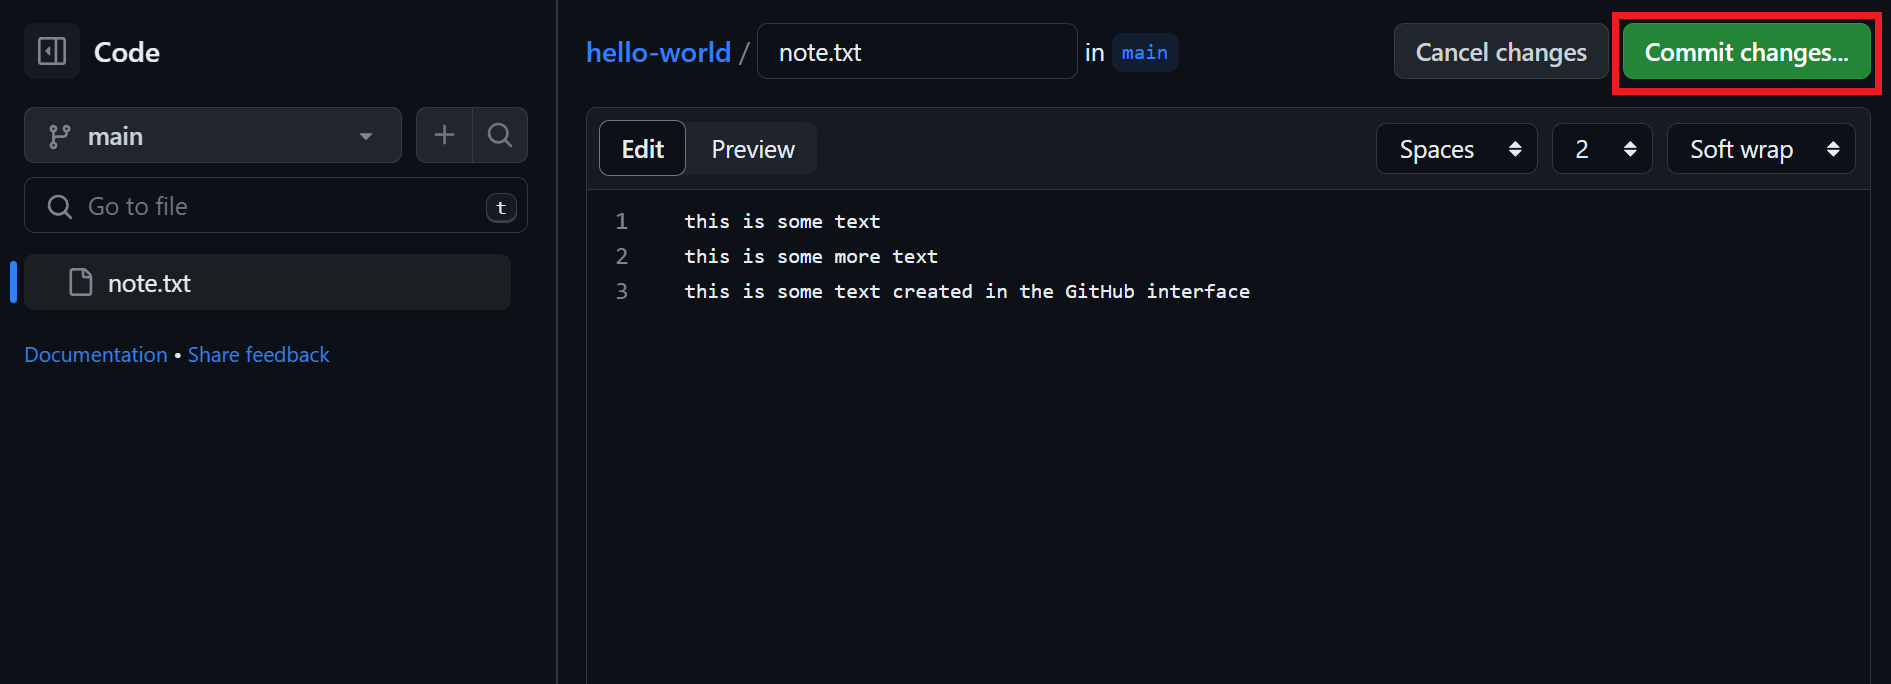 Code
main
Go to file t
note.txt
Documentation • Share feedback
hello-world / note.txt in main
Cancel changes Commit changes...
Edit Preview
Spaces 2 Soft wrap
1 this is some text
2 this is some more text
3 this is some text created in the GitHub interface